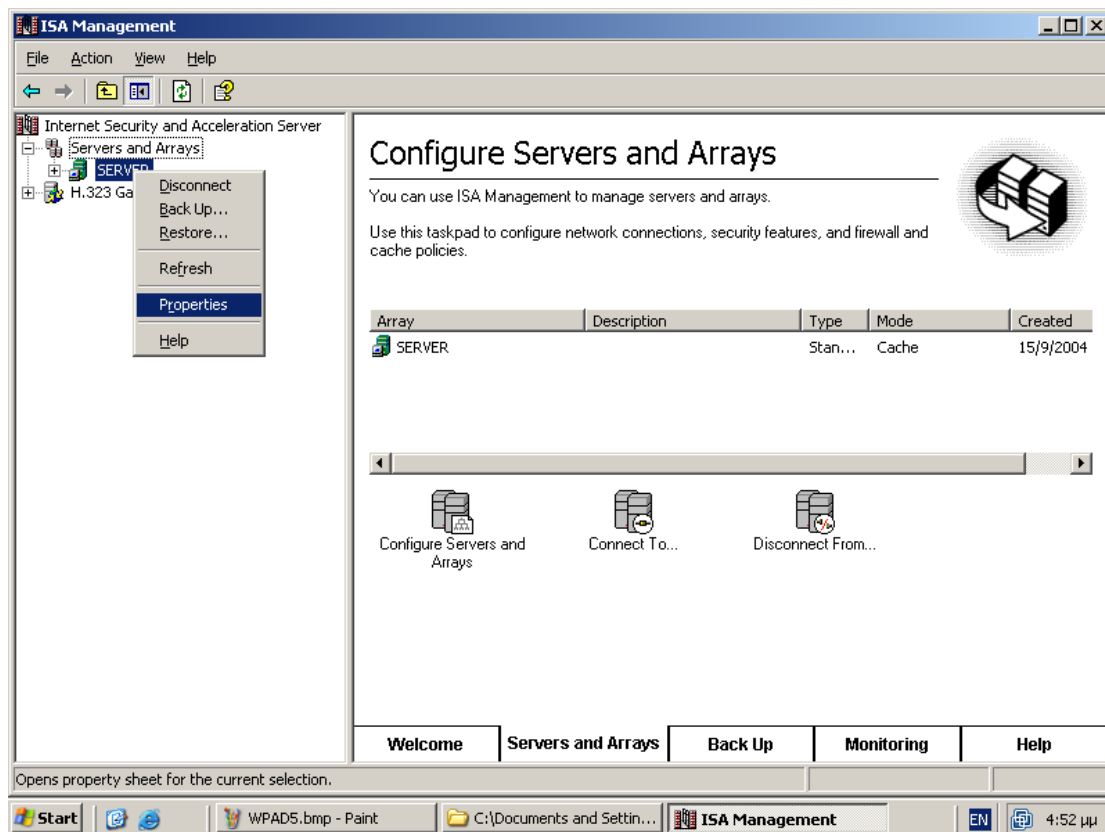 ISA Management
File Action View Help
Internet Security and Acceleration Server
Servers and Arrays
SERVER
H.323 Ga
Disconnect
Back Up...
Restore...
Refresh
Properties
Help
Configure Servers and Arrays
You can use ISA Management to manage servers and arrays.
Use this taskpad to configure network connections, security features, and firewall and
cache policies.
Array Description Type Mode Created
SERVER Stan... Cache 15/9/2004
Configure Servers and
Arrays
Connect To...
Disconnect From...
Welcome Servers and Arrays Back Up Monitoring Help
Opens property sheet for the current selection.
Start WPAD5.bmp - Paint C:\Documents and Settin... ISA Management EN 4:52 μμ